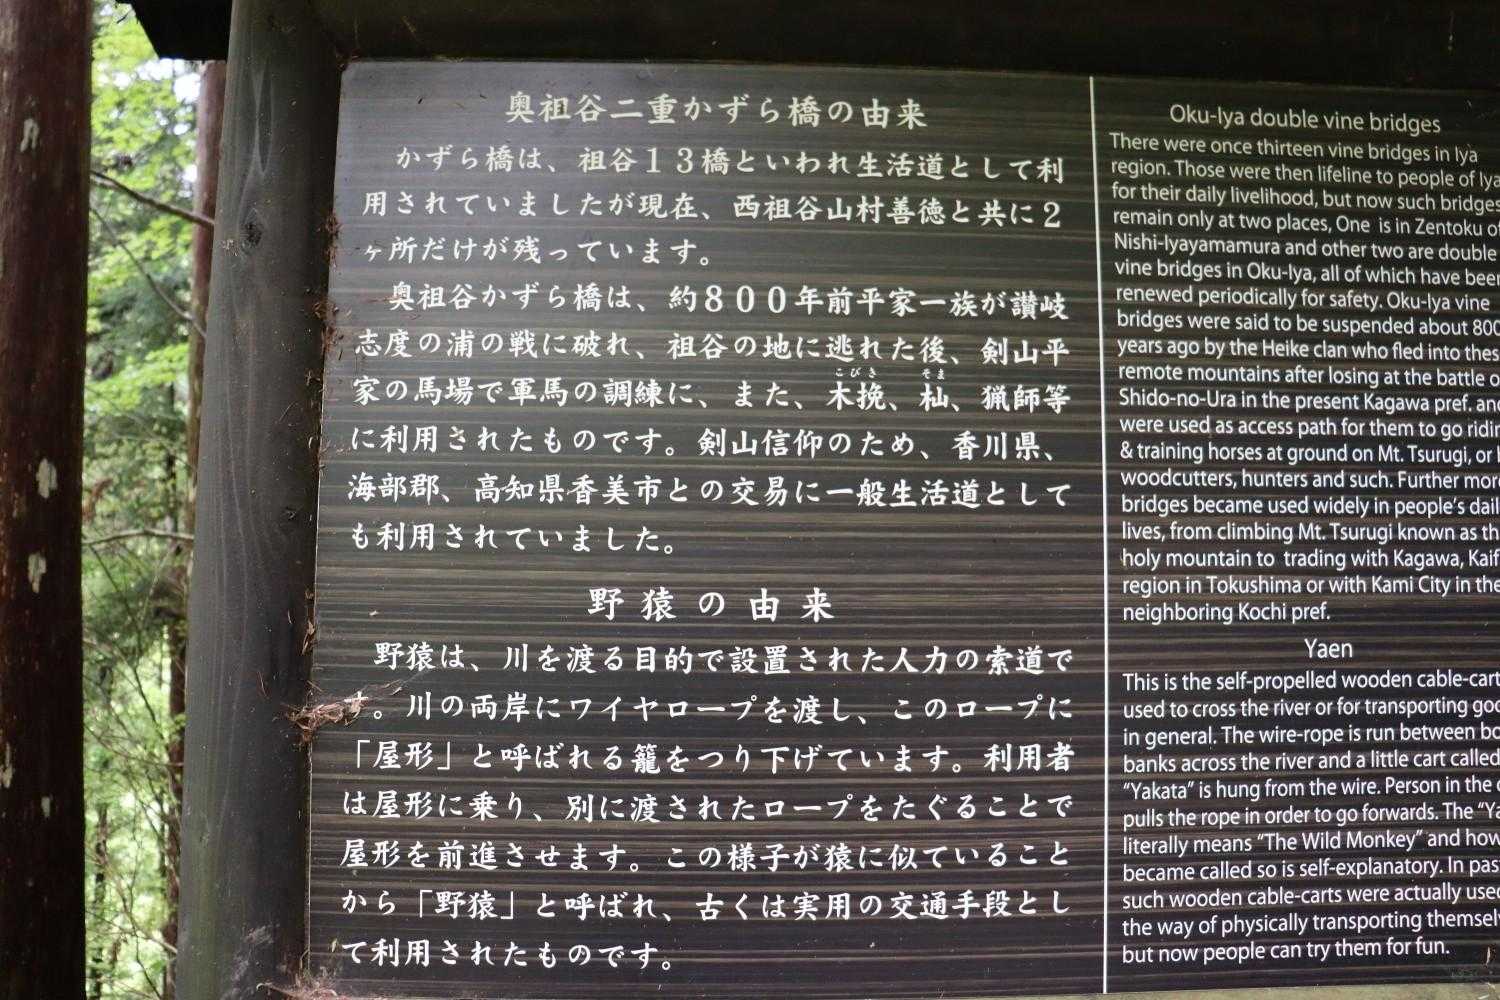 奥祖谷二重かずら橋の由来
かずら橋は、祖谷１３橋といわれ生活道として利
用されていましたが現在、西祖谷山村善徳と共に２
ヶ所だけが残っています。
奥祖谷かずら橋は、約８００年前平家一族が讃岐
志度の浦の戦に破れ、祖谷の地に逃れた後、剣山平
こびき そま
家の馬場で軍馬の調練に、また、木挽、杣、猟師等
に利用されたものです。剣山信仰のため、香川県、
海部郡、高知県香美市との交易に一般生活道として
も利用されていました。
野猿の由来
野猿は、川を渡る目的で設置された人力の索道で
。川の両岸にワイヤロープを渡し、このロープに
「屋形」と呼ばれる籠をつり下げています。利用者
は屋形に乗り、別に渡されたロープをたぐることで
屋形を前進させます。この様子が猿に似ていること
から「野猿」と呼ばれ、古くは実用の交通手段とし
て利用されたものです。
Oku-Iya double vine bridges
There were once thirteen vine bridges in Iya
region. Those were then lifeline to people of Iya
for their daily livelihood, but now such bridges
remain only at two places, One is in Zentoku of
Nishi-Iyayamamura and other two are double
vine bridges in Oku-Iya, all of which have been
renewed periodically for safety. Oku-Iya vine
bridges were said to be suspended about 800
years ago by the Heike clan who fled into thes
remote mountains after losing at the battle o
Shido-no-Ura in the present Kagawa pref. and
were used as access path for them to go ridin
& training horses at ground on Mt. Tsurugi, or
woodcutters, hunters and such. Further more
bridges became used widely in people's dail
lives, from climbing Mt. Tsurugi known as th
holy mountain to trading with Kagawa, Kaif
region in Tokushima or with Kami City in the
neighboring Kochi pref.
Yaen
This is the self-propelled wooden cable-cart
used to cross the river or for transporting goo
in general. The wire-rope is run between bo
banks across the river and a little cart called
"Yakata" is hung from the wire. Person in the
pulls the rope in order to go forwards. The "Ya
literally means "The Wild Monkey" and how
became called so is self-explanatory. In pas
such wooden cable-carts were actually used
the way of physically transporting themselv
but now people can try them for fun.